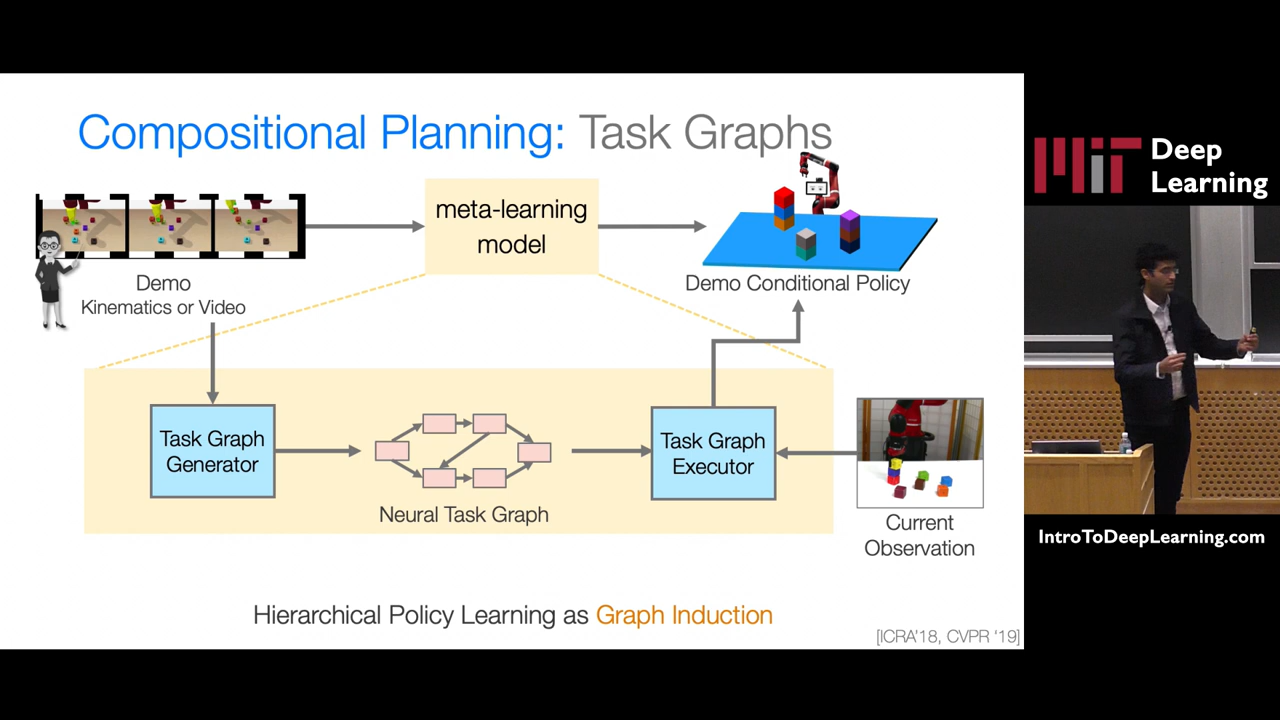 Compositional Planning: Task Graphs
meta-learning
model
Demo
Kinematics or Video
Demo Conditional Policy
Task Graph
Generator
Neural Task Graph
Task Graph
Executor
Current
Observation
Hierarchical Policy Learning as Graph Induction
[ICRA'18, CVPR '19]
MIT
Deep
Learning
IntroToDeepLearning.com